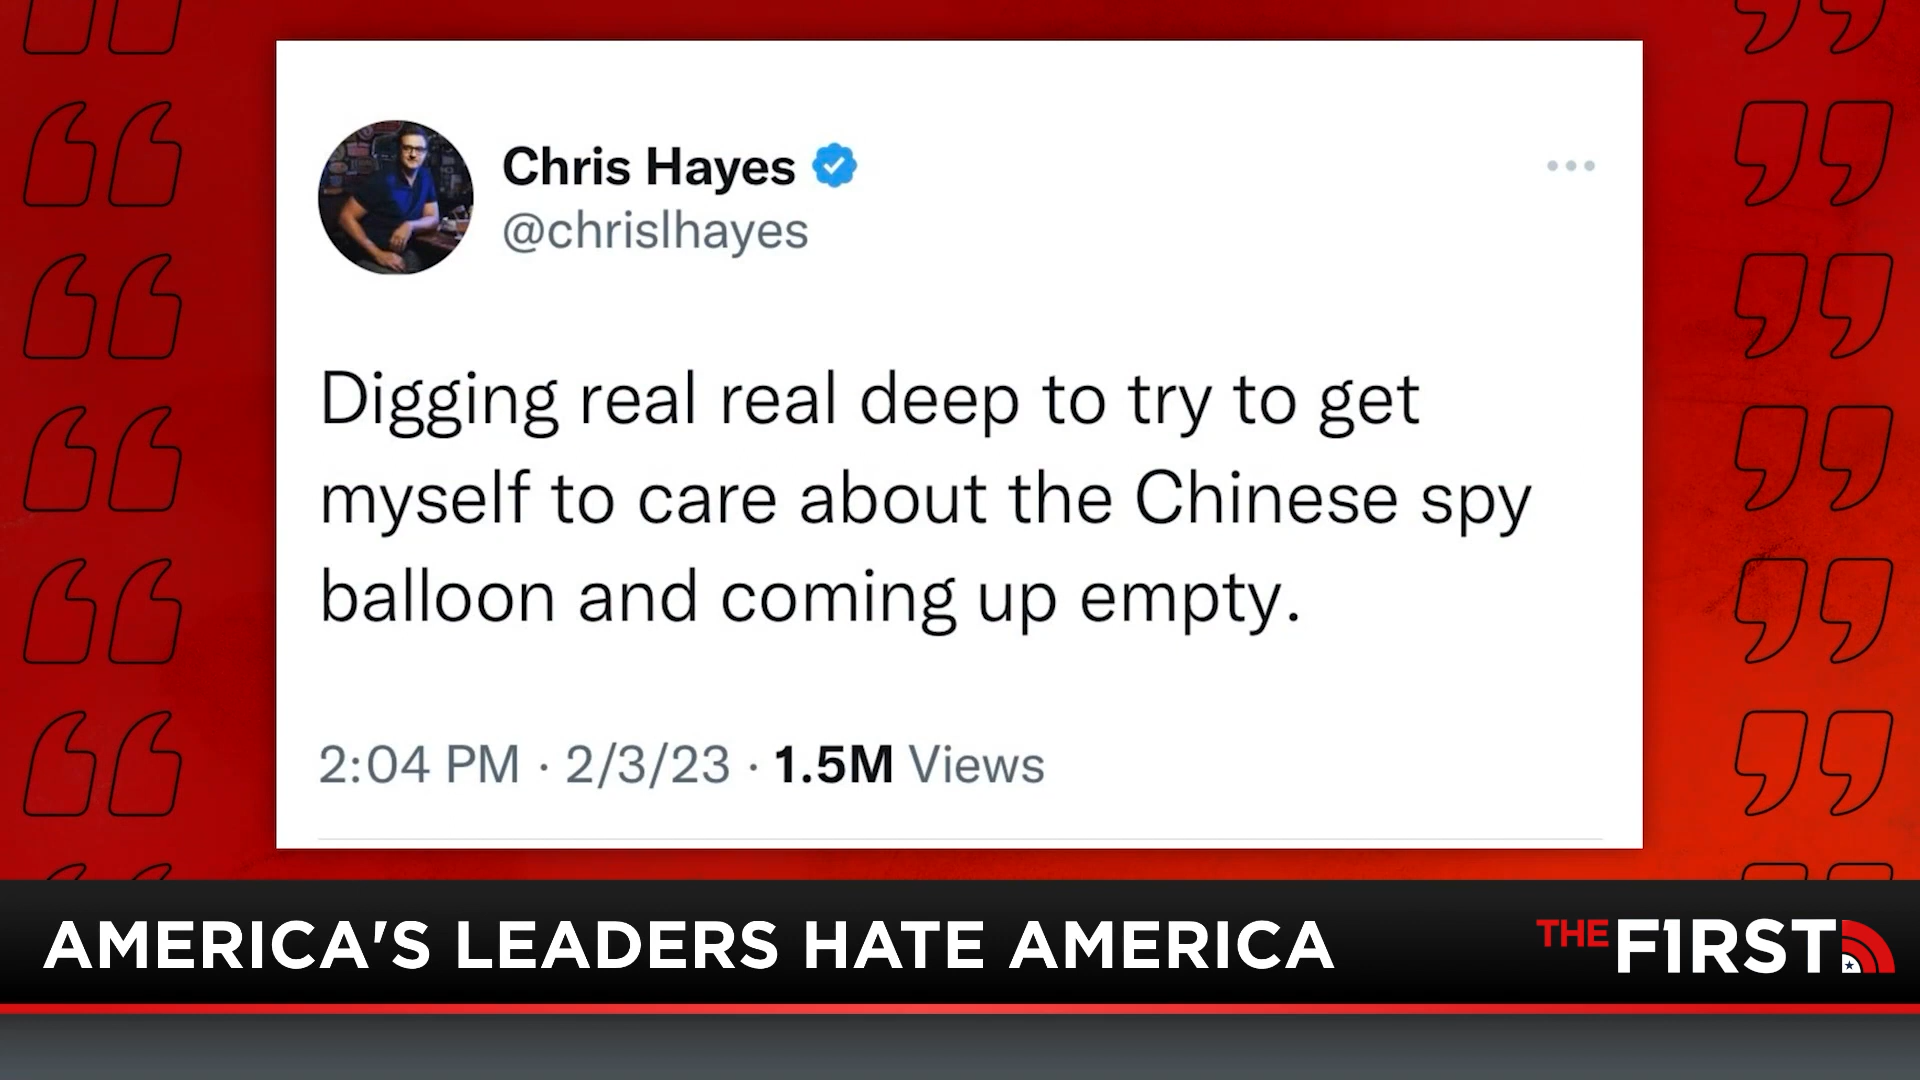 Chris Hayes
@chrislhayes
Digging real real deep to try to get
myself to care about the Chinese spy
balloon and coming up empty.
2:04 PM · 2/3/23 · 1.5M Views
AMERICA'S LEADERS HATE AMERICA
THE F1RST